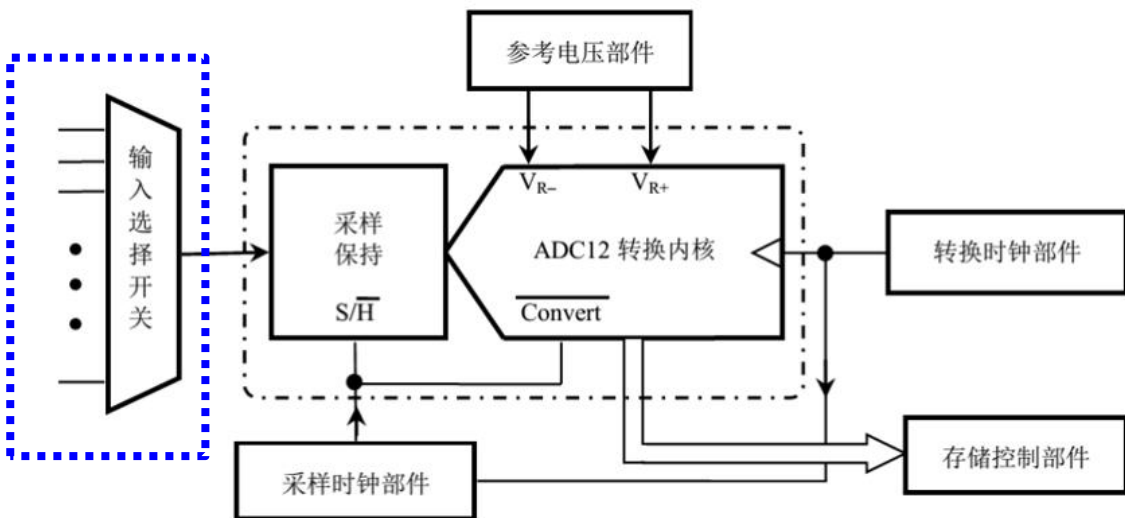 参考电压部件
输入选择开关
V_R–
V_R+
采样
保持
ADC12 转换内核
转换时钟部件
S/H̅
C̅o̅n̅v̅e̅r̅t̅
采样时钟部件
存储控制部件